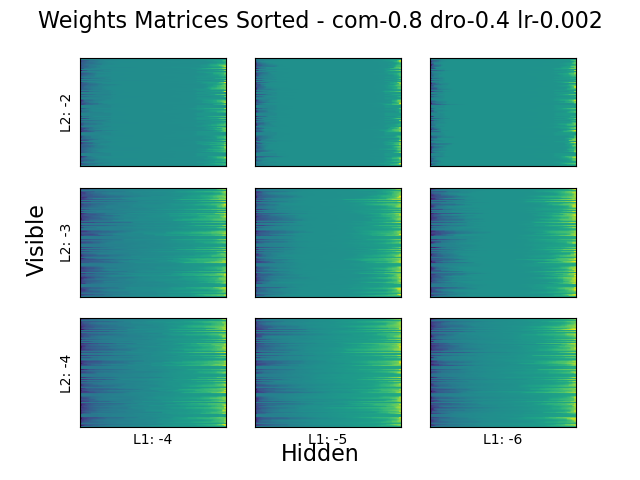 Weights Matrices Sorted - com-0.8 dro-0.4 lr-0.002
L2: -2
L2: -3
Visible
L2: -4
L1: -4
L1: -5
L1: -6
Hidden